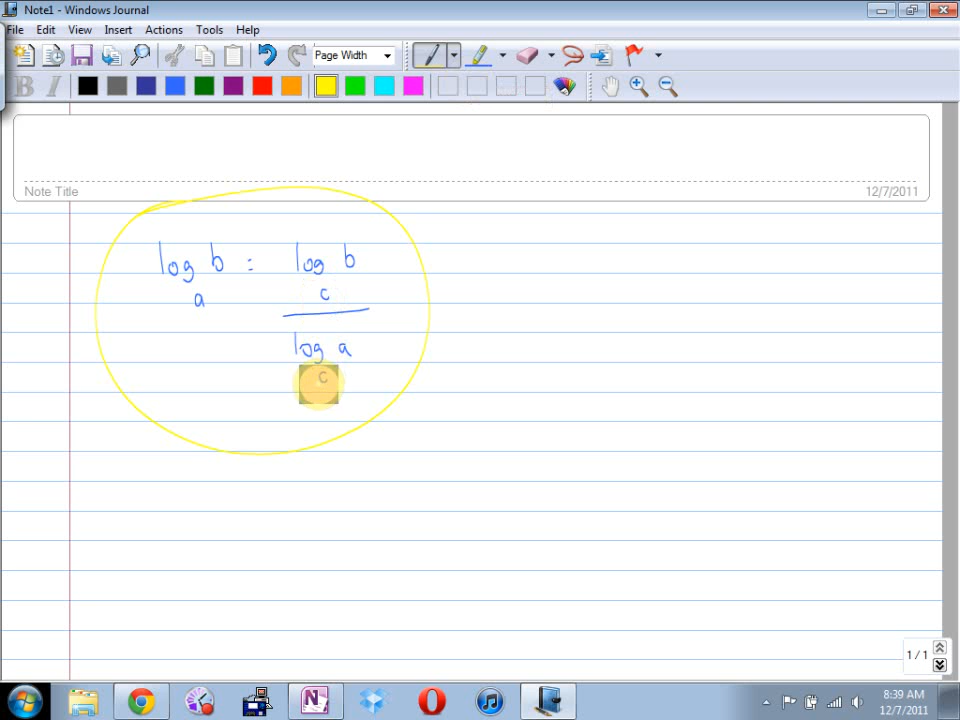 Note1 - Windows Journal
File Edit View Insert Actions Tools Help
Page Width
B I
Note Title 12/7/2011
log b = log b
a c
log a
c
1 / 1
N
8:39 AM
12/7/2011